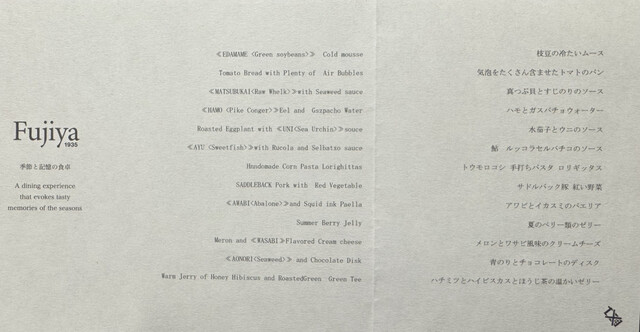 Fujiya
1935
季節と記憶の食卓
A dining experience
that evokes tasty
memories of the seasons
≪EDAMAME <Green soybeans>≫ Cold mousse
Tomato Bread with Plenty of Air Bubbles
≪MATSUBUKAI<Raw Whelk>≫with Seaweed sauce
≪HAMO <Pike Conger>≫Eel and Gazpacho Water
Roasted Eggplant with ≪UNI<Sea Urchin>≫souce
≪AYU <Sweetfish>≫with Rucola and Selbatso sauce
Handomade Corn Pasta Lorighittas
SADDLEBACK Pork with Red Vegetable
≪AWABI<Abalone>≫and Squid ink Paella
Summer Berry Jelly
Meron and ≪WASABI≫Flavored Cream cheese
≪AONORI<Seaweed>≫ and Chocolate Disk
Warm Jerry of Honey Hibiscus and RoastedGreen Green Tee
枝豆の冷たいムース
気泡をたくさん含ませたトマトのパン
真つぶ貝とすじのりのソース
ハモとガスパチョウォーター
水茄子とウニのソース
鮎 ルッコラセルバチコのソース
トウモロコシ 手打ちパスタ ロリギッタス
サドルバック豚 紅い野菜
アワビとイカスミのパエリア
夏のベリー類のゼリー
メロンとワサビ風味のクリームチーズ
青のりとチョコレートのディスク
ハチミツとハイビスカスとほうじ茶の温かいゼリー